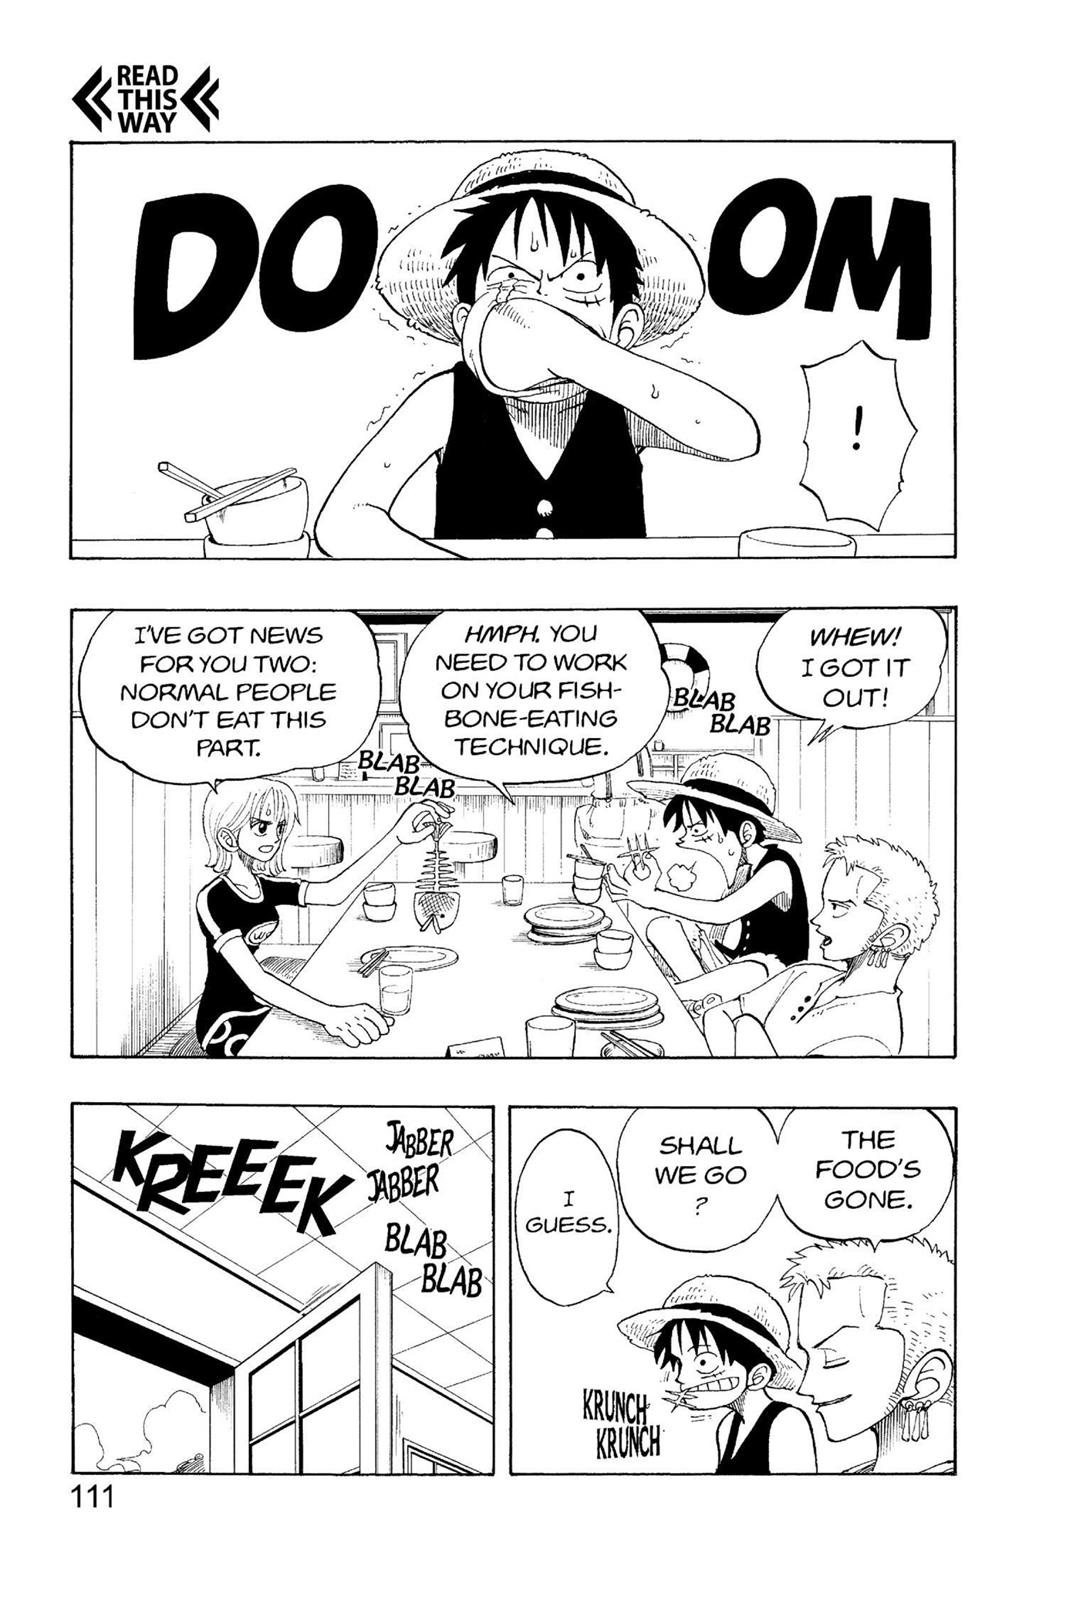 READ
THIS
WAY
DO OM
!
WHEW!
I GOT IT
OUT!
BLAB
BLAB
HMPH. YOU
NEED TO WORK
ON YOUR FISH-
BONE-EATING
TECHNIQUE.
I'VE GOT NEWS
FOR YOU TWO:
NORMAL PEOPLE
DON'T EAT THIS
PART.
BLAB
BLAB
THE
FOOD'S
GONE.
SHALL
WE GO
?
I
GUESS.
KRUNCH
KRUNCH
JABBER
JABBER
KREEEK
BLAB
BLAB
111